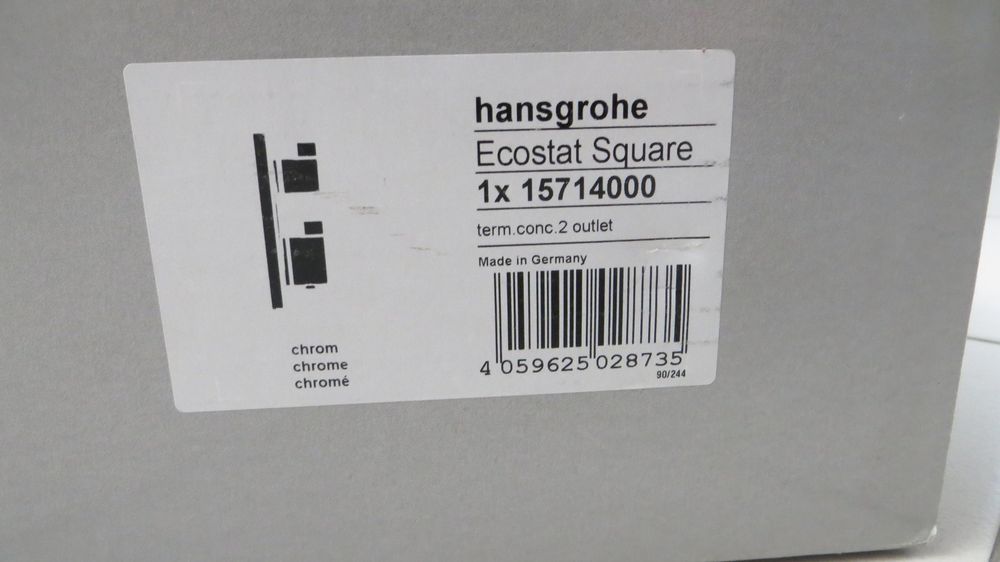 hansgrohe
Ecostat Square
1x 15714000
term.conc.2 outlet
Made in Germany
4 059625 028735
90/244
chrom
chrome
chromé